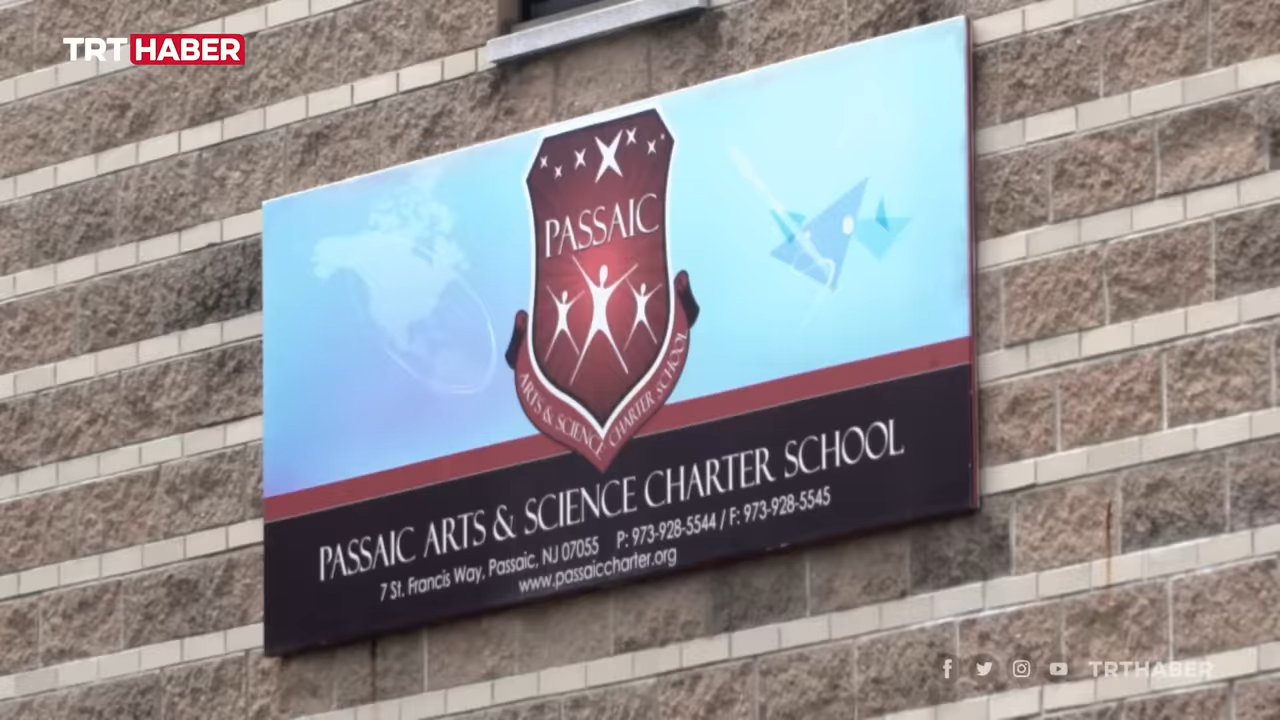 TRT HABER
PASSAIC
ARTS & SCIENCE CHARTER SCHOOL
PASSAIC ARTS & SCIENCE CHARTER SCHOOL
7 St. Francis Way, Passaic, NJ 07055 P: 973-928-5544 / F: 973-928-5545
www.passaiccharter.org
TRTHABER